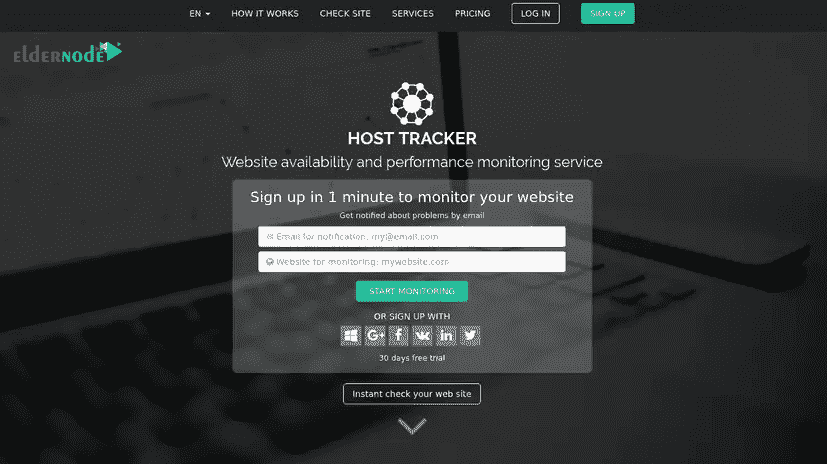 EN HOW IT WORKS CHECK SITE SERVICES PRICING LOG IN SIGN UP
eLDeRNODe
HOST TRACKER
Website availability and performance monitoring service
Sign up in 1 minute to monitor your website
Get notified about problems by email
Email for notification: my@email.com
Website for monitoring: mywebsite.com
START MONITORING
OR SIGN UP WITH
G+ f in
30 days free trial
Instant check your web site